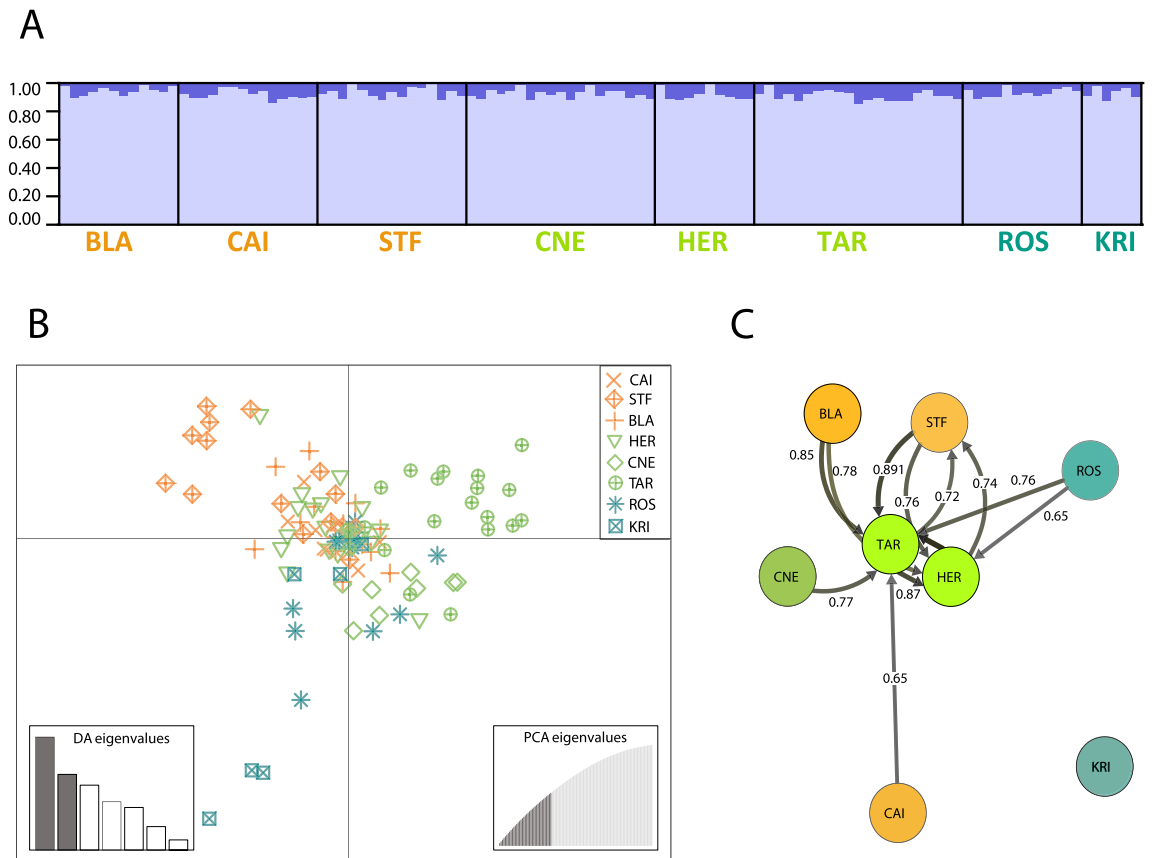 A
1.00
0.80
0.60
0.40
0.20
0.00
BLA CAI STF CNE HER TAR ROS KRI
B
CAI
STF
BLA
HER
CNE
TAR
ROS
KRI
DA eigenvalues
PCA eigenvalues
C
BLA
STF
ROS
0.85
0.78
0.891
0.76
0.72
0.74
0.76
0.65
TAR
HER
CNE
0.77
0.87
0.65
KRI
CAI